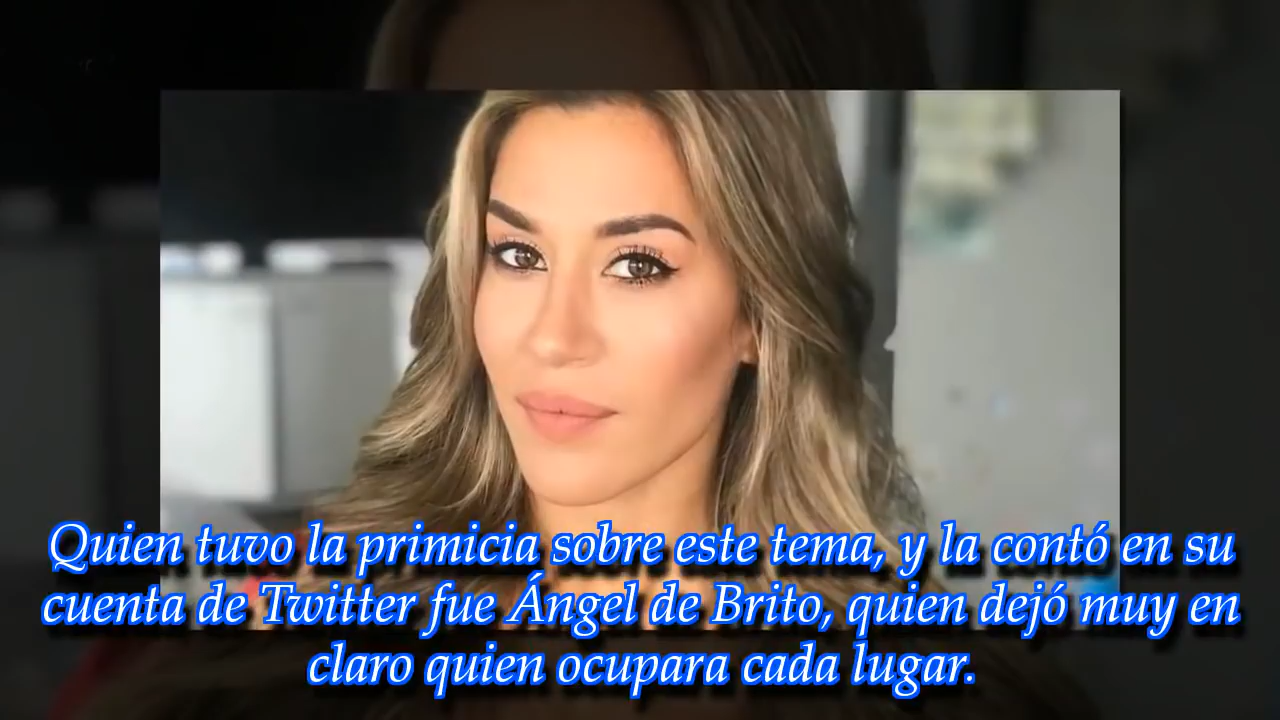 Quien tuvo la primicia sobre este tema, y la contó en su
cuenta de Twitter fue Ángel de Brito, quien dejó muy en
claro quien ocupara cada lugar.